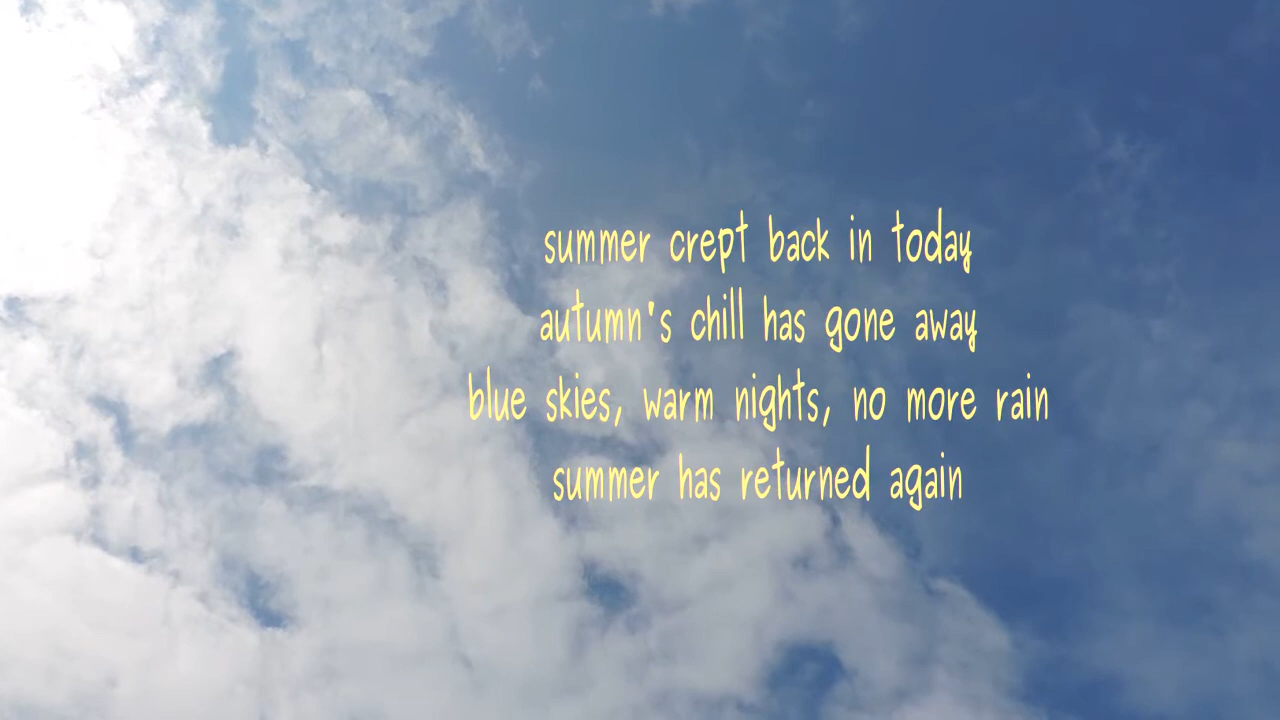 summer crept back in today
autumn's chill has gone away
blue skies, warm nights, no more rain
summer has returned again